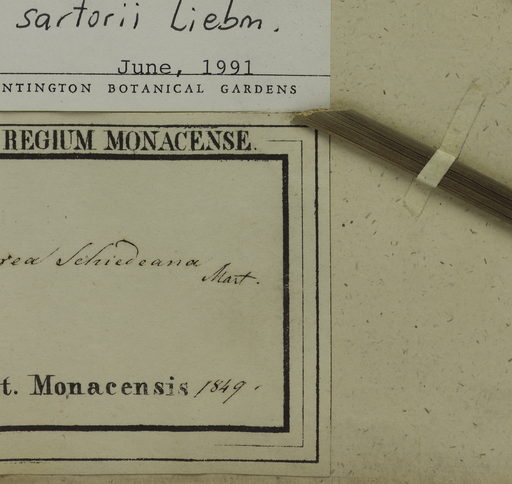 sartorii Liebm.
June, 1991
NTINGTON BOTANICAL GARDENS
REGIUM MONACENSE.
rea Schiedeana
Mart.
t. Monacensis 1849.